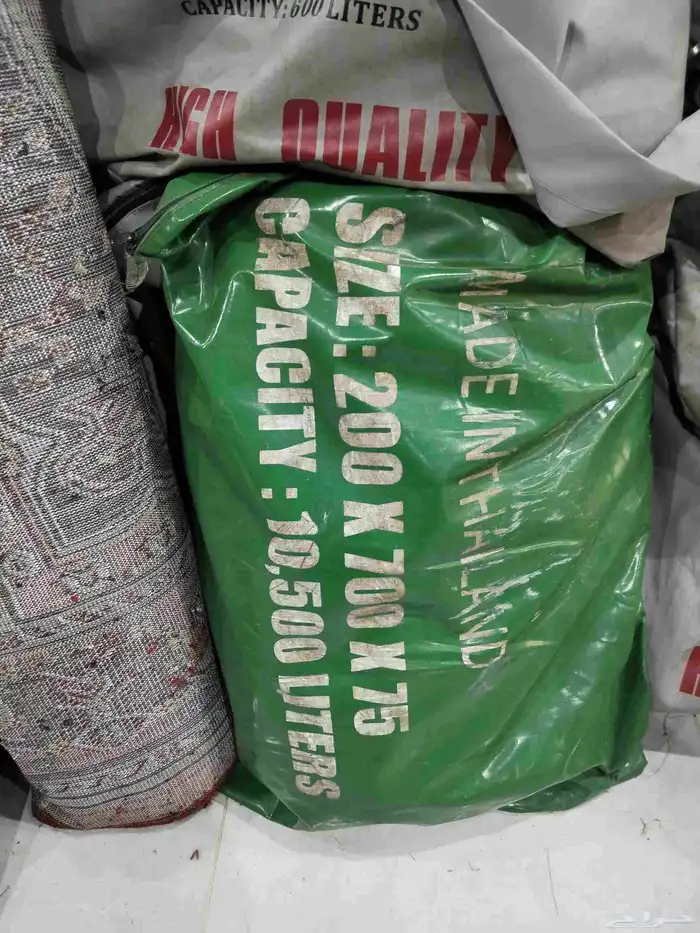 CAPACITY:600 LITERS
HIGH QUALITY
MADE IN THAILAND
SIZE : 200 X 700 X 75
CAPACITY : 10,500 LITERS
حراج